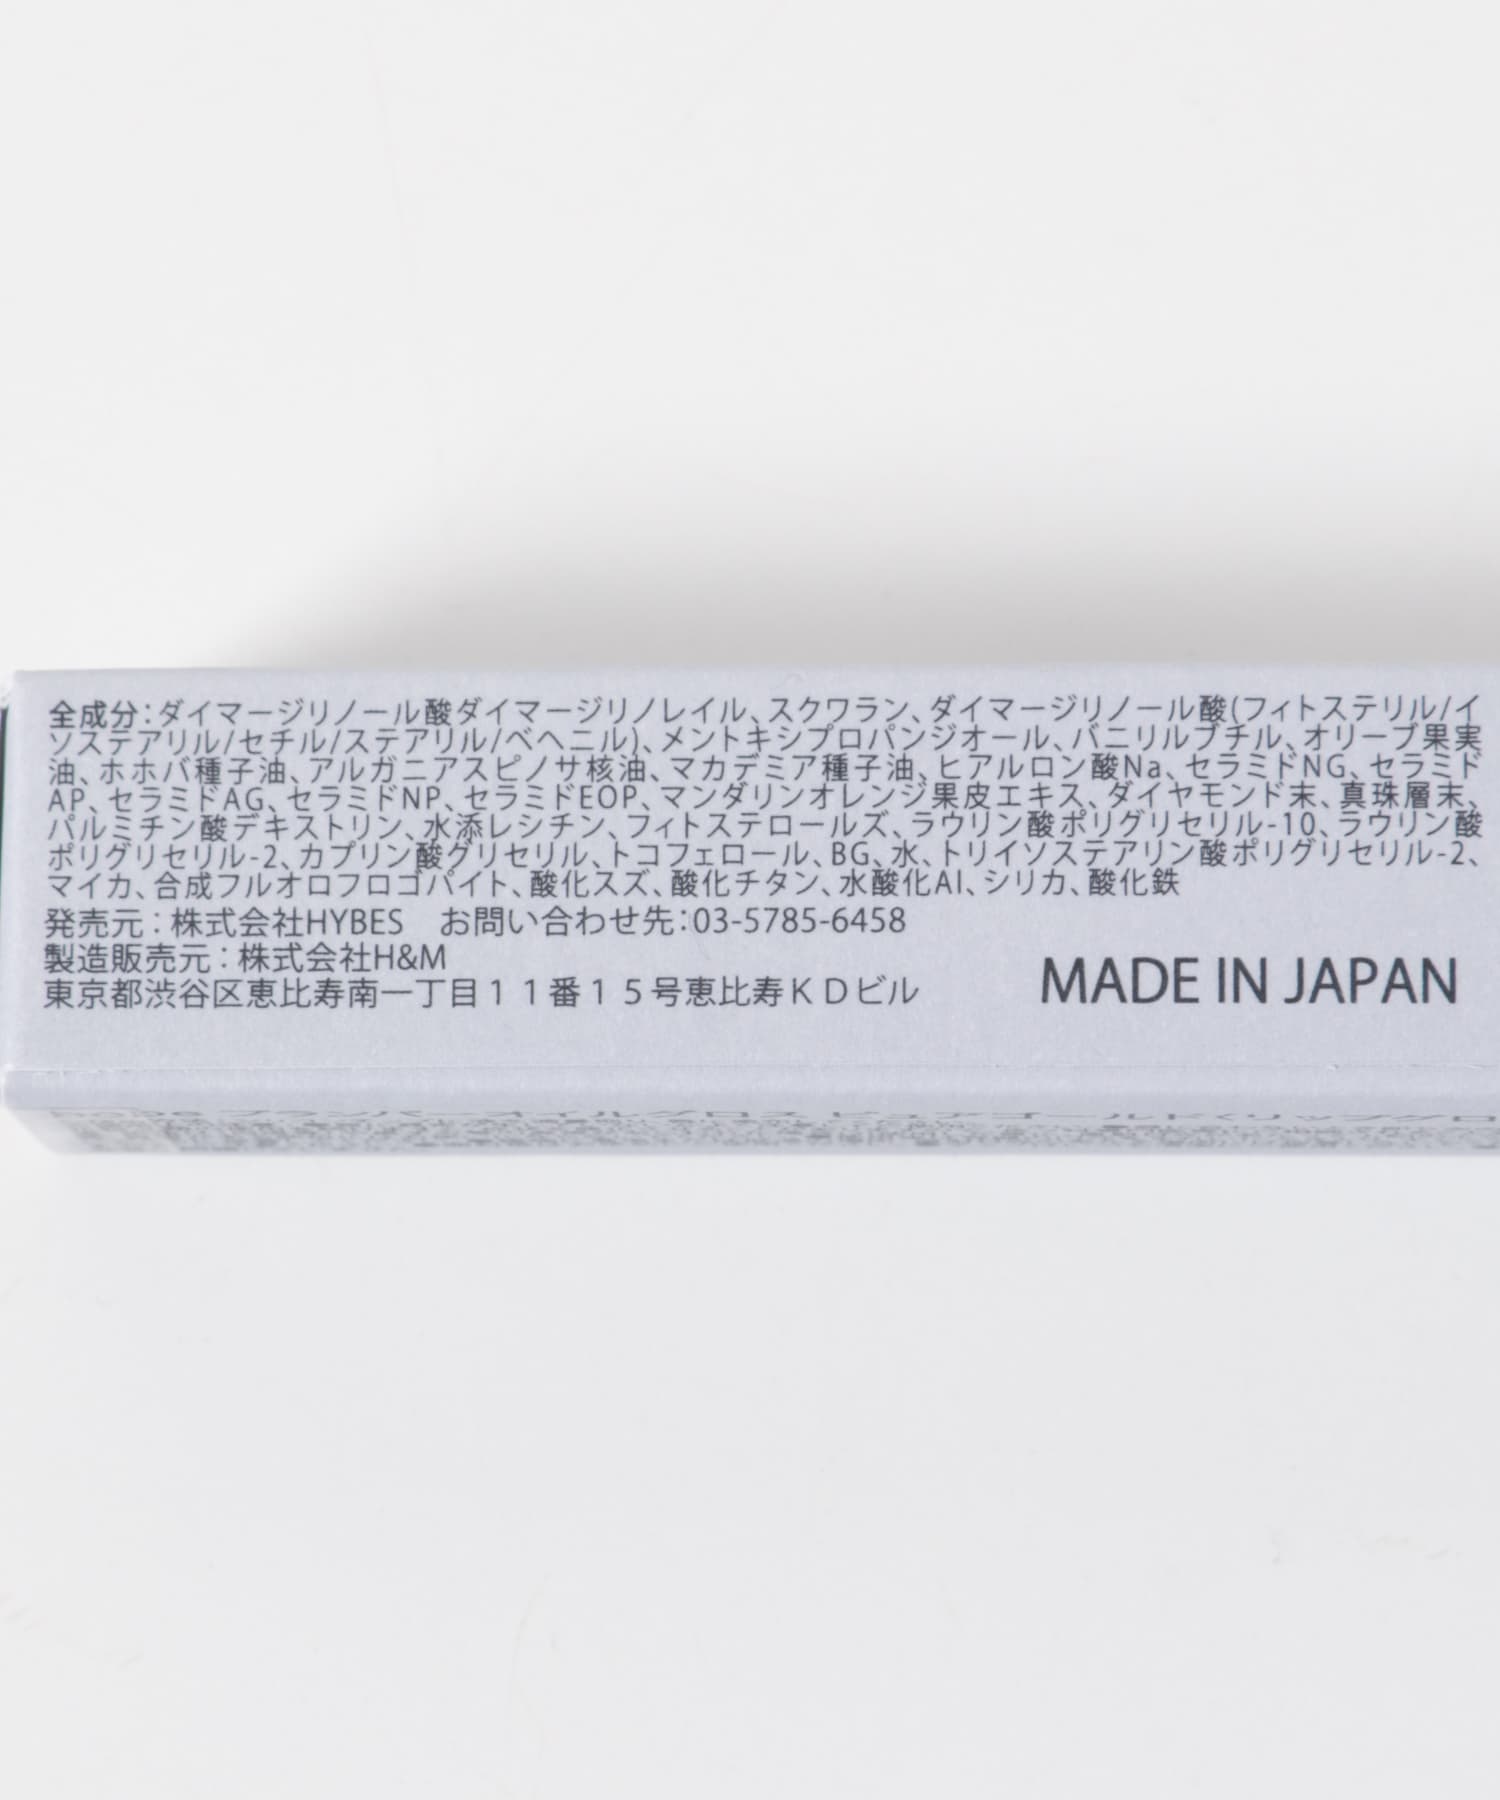 全成分:ダイマージリノール酸ダイマージリノレイル、スクワラン、ダイマージリノール酸(フィトステリル/イ
ソステアリル/セチル/ステアリル/ベヘニル)、メントキシプロパンジオール、バニリルブチル、オリーブ果実
油、ホホバ種子油、アルガニアスピノサ核油、マカデミア種子油、ヒアルロン酸Na、セラミドNG、セラミド
AP、セラミドAG、セラミドNP、セラミドEOP、マンダリンオレンジ果皮エキス、ダイヤモンド末、真珠層末、
パルミチン酸デキストリン、水添レシチン、フィトステロールズ、ラウリン酸ポリグリセリル-10、ラウリン酸
ポリグリセリル-2、カプリン酸グリセリル、トコフェロール、BG、水、トリイソステアリン酸ポリグリセリル-2、
マイカ、合成フルオロフロゴパイト、酸化スズ、酸化チタン、水酸化Al、シリカ、酸化鉄
発売元:株式会社HYBES　お問い合わせ先:03-5785-6458
製造販売元:株式会社H&M
東京都渋谷区恵比寿南一丁目１１番１５号恵比寿ＫＤビル
MADE IN JAPAN
プランパーオイルグロス ピュアゴールド